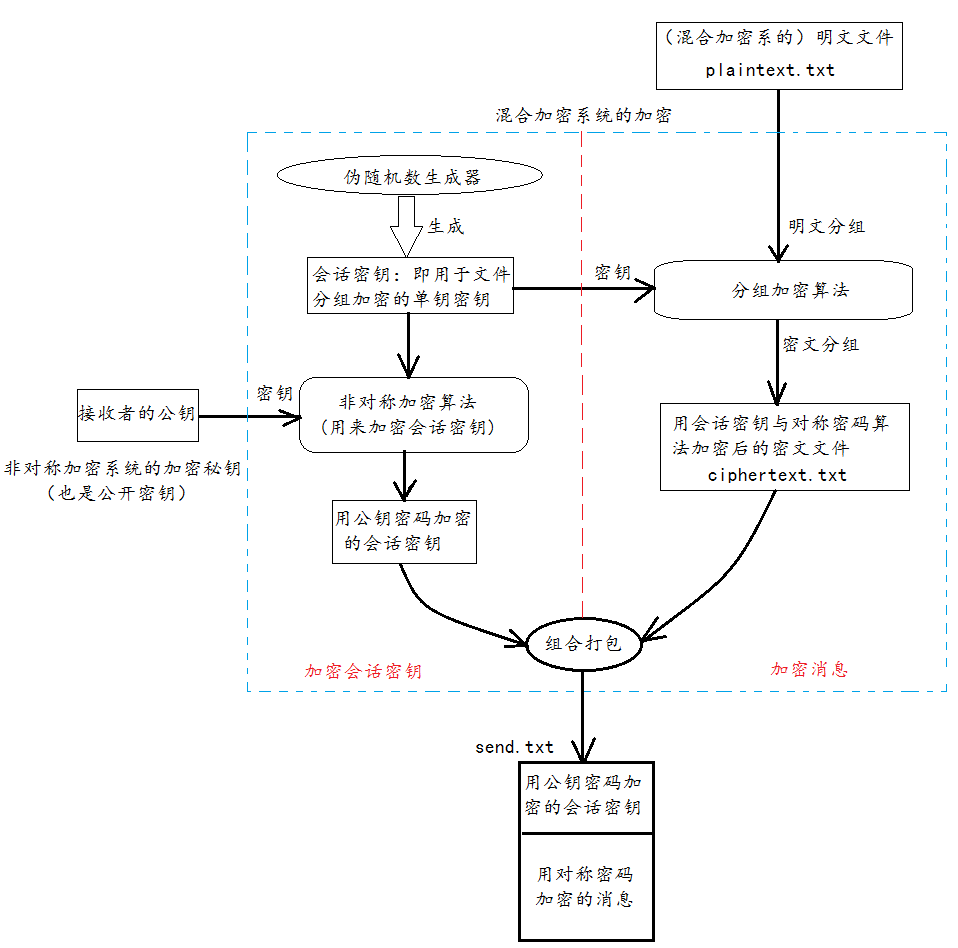 （混合加密系的）明文文件
plaintext.txt
混合加密系统的加密
伪随机数生成器
生成
明文分组
会话密钥：即用于文件
分组加密的单钥密钥
密钥
分组加密算法
密文分组
接收者的公钥
密钥
非对称加密算法
(用来加密会话密钥)
用会话密钥与对称密码算
法加密后的密文文件
ciphertext.txt
非对称加密系统的加密秘钥
（也是公开密钥）
用公钥密码加密
的会话密钥
组合打包
加密会话密钥
加密消息
send.txt
用公钥密码加
密的会话密钥
用对称密码
加密的消息